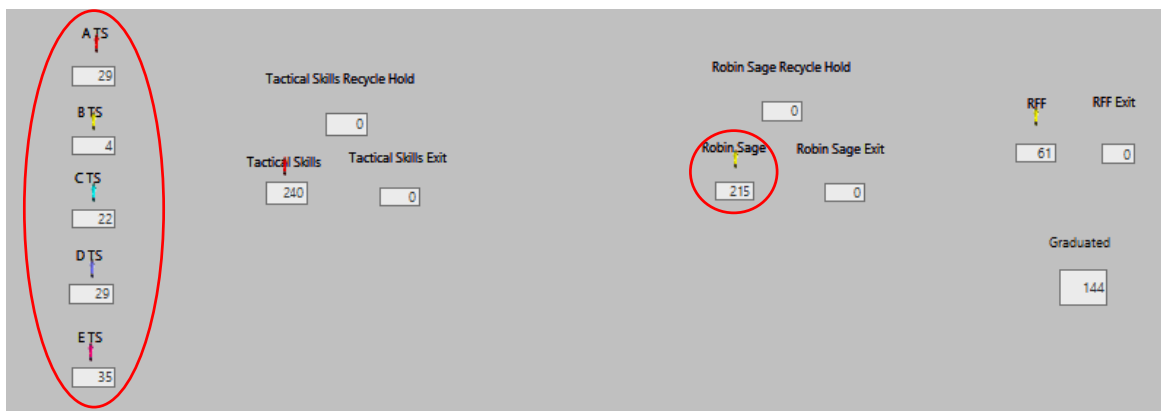 A TS
29
B TS
4
C TS
22
D TS
29
E TS
35
Tactical Skills Recycle Hold
0
Tactical Skills
Tactical Skills Exit
240
0
Robin Sage Recycle Hold
0
Robin Sage
Robin Sage Exit
215
0
RFF
RFF Exit
61
0
Graduated
144